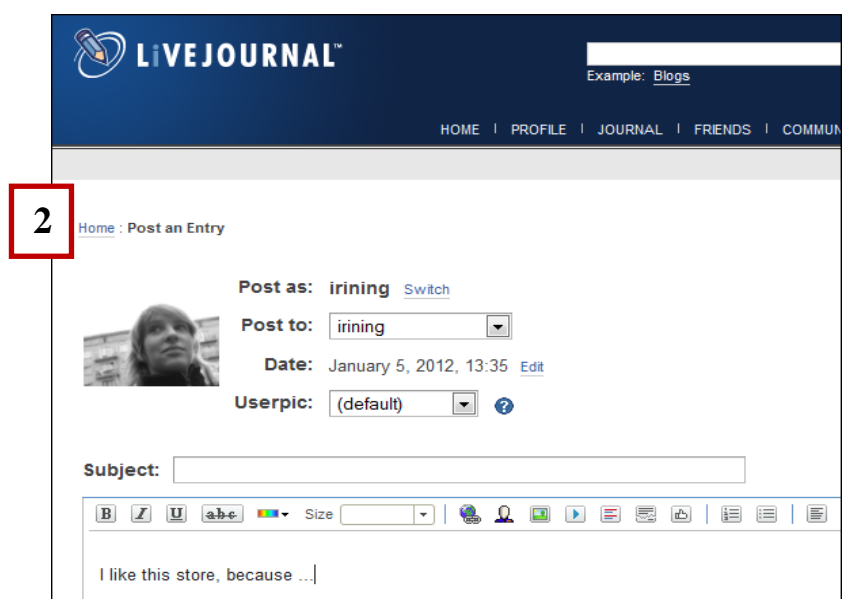 LiVEJOURNAL™
Example: Blogs
HOME | PROFILE | JOURNAL | FRIENDS | COMMUN
2
Home : Post an Entry
Post as: irining Switch
Post to: irining
Date: January 5, 2012, 13:35 Edit
Userpic: (default) ?
Subject:
B I U abc Size
I like this store, because ...